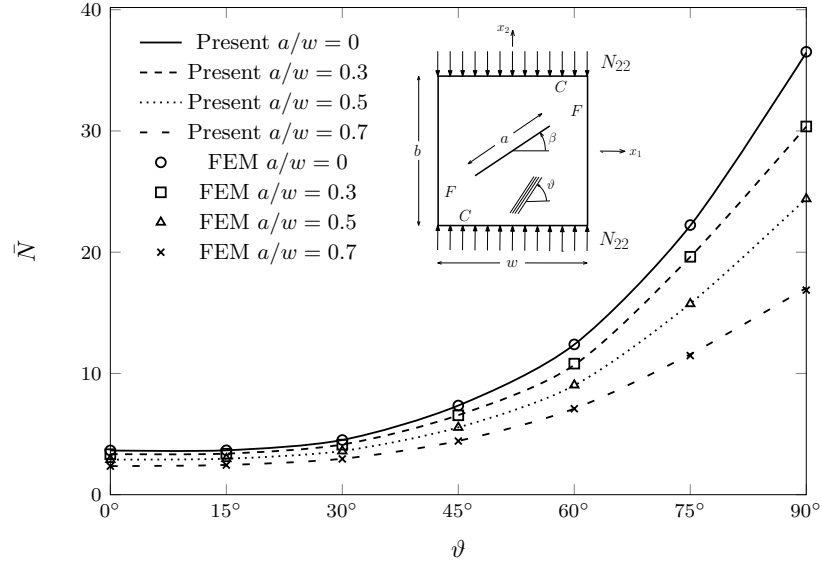 40
30
20
10
0
N̄
0°
15°
30°
45°
60°
75°
90°
ϑ
Present a/w = 0
Present a/w = 0.3
Present a/w = 0.5
Present a/w = 0.7
FEM a/w = 0
FEM a/w = 0.3
FEM a/w = 0.5
FEM a/w = 0.7
x₂
N₂₂
C
F
a
β
b
x₁
F
ϑ
C
N₂₂
w